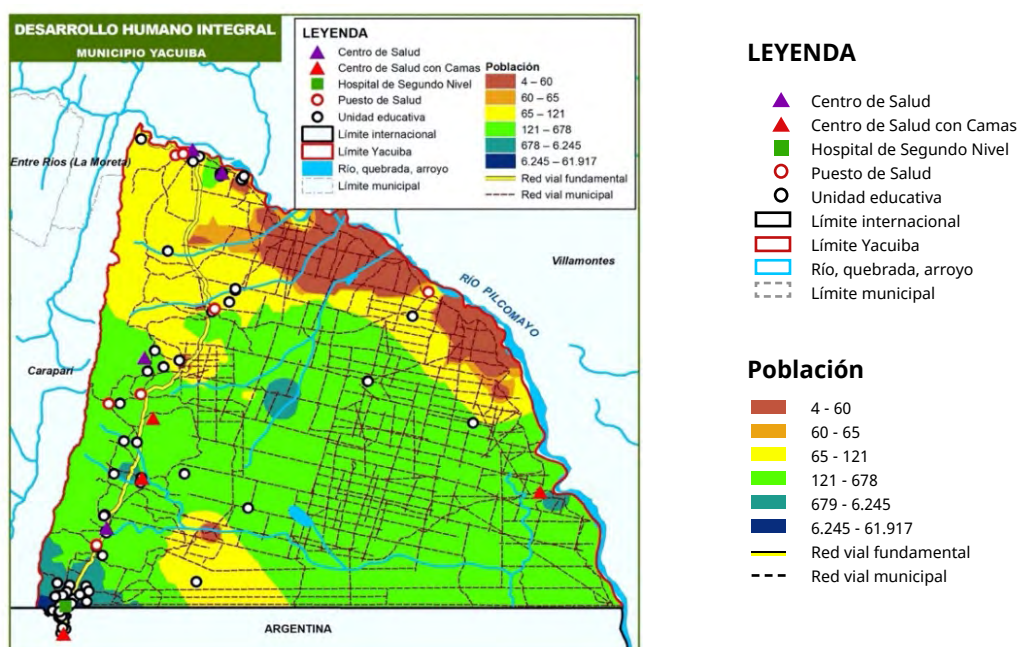 DESARROLLO HUMANO INTEGRAL
MUNICIPIO YACUIBA
LEYENDA
Centro de Salud
Centro de Salud con Camas
Hospital de Segundo Nivel
Puesto de Salud
Unidad educativa
Límite internacional
Límite Yacuiba
Río, quebrada, arroyo
Límite municipal
Población
4 – 60
60 – 65
65 – 121
121 – 678
678 – 6.245
6.245 – 61.917
Red vial fundamental
Red vial municipal
Entre Ríos (La Moreta)
Villamontes
RÍO PILCOMAYO
Caraparí
ARGENTINA
LEYENDA
Centro de Salud
Centro de Salud con Camas
Hospital de Segundo Nivel
Puesto de Salud
Unidad educativa
Límite internacional
Límite Yacuiba
Río, quebrada, arroyo
Límite municipal
Población
4 - 60
60 - 65
65 - 121
121 - 678
679 - 6.245
6.245 - 61.917
Red vial fundamental
Red vial municipal